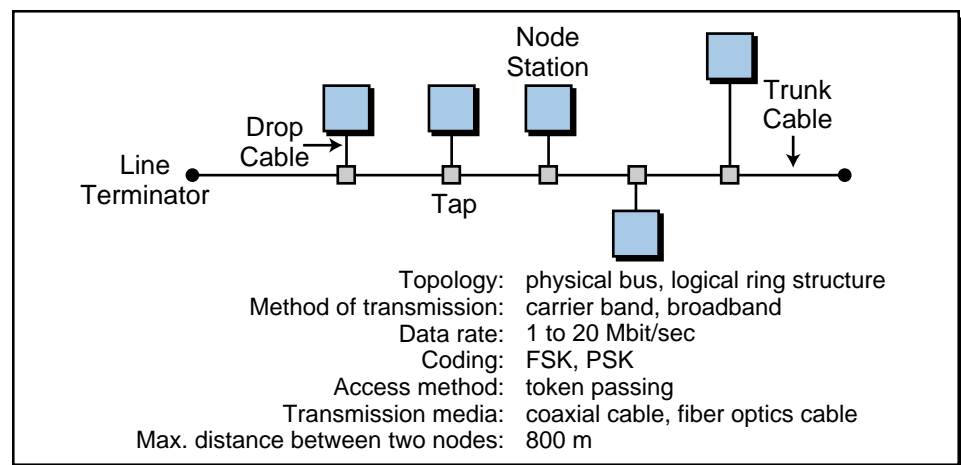 Node
Station
Trunk
Cable
Drop
Cable
Line
Terminator
Tap
Topology: physical bus, logical ring structure
Method of transmission: carrier band, broadband
Data rate: 1 to 20 Mbit/sec
Coding: FSK, PSK
Access method: token passing
Transmission media: coaxial cable, fiber optics cable
Max. distance between two nodes: 800 m